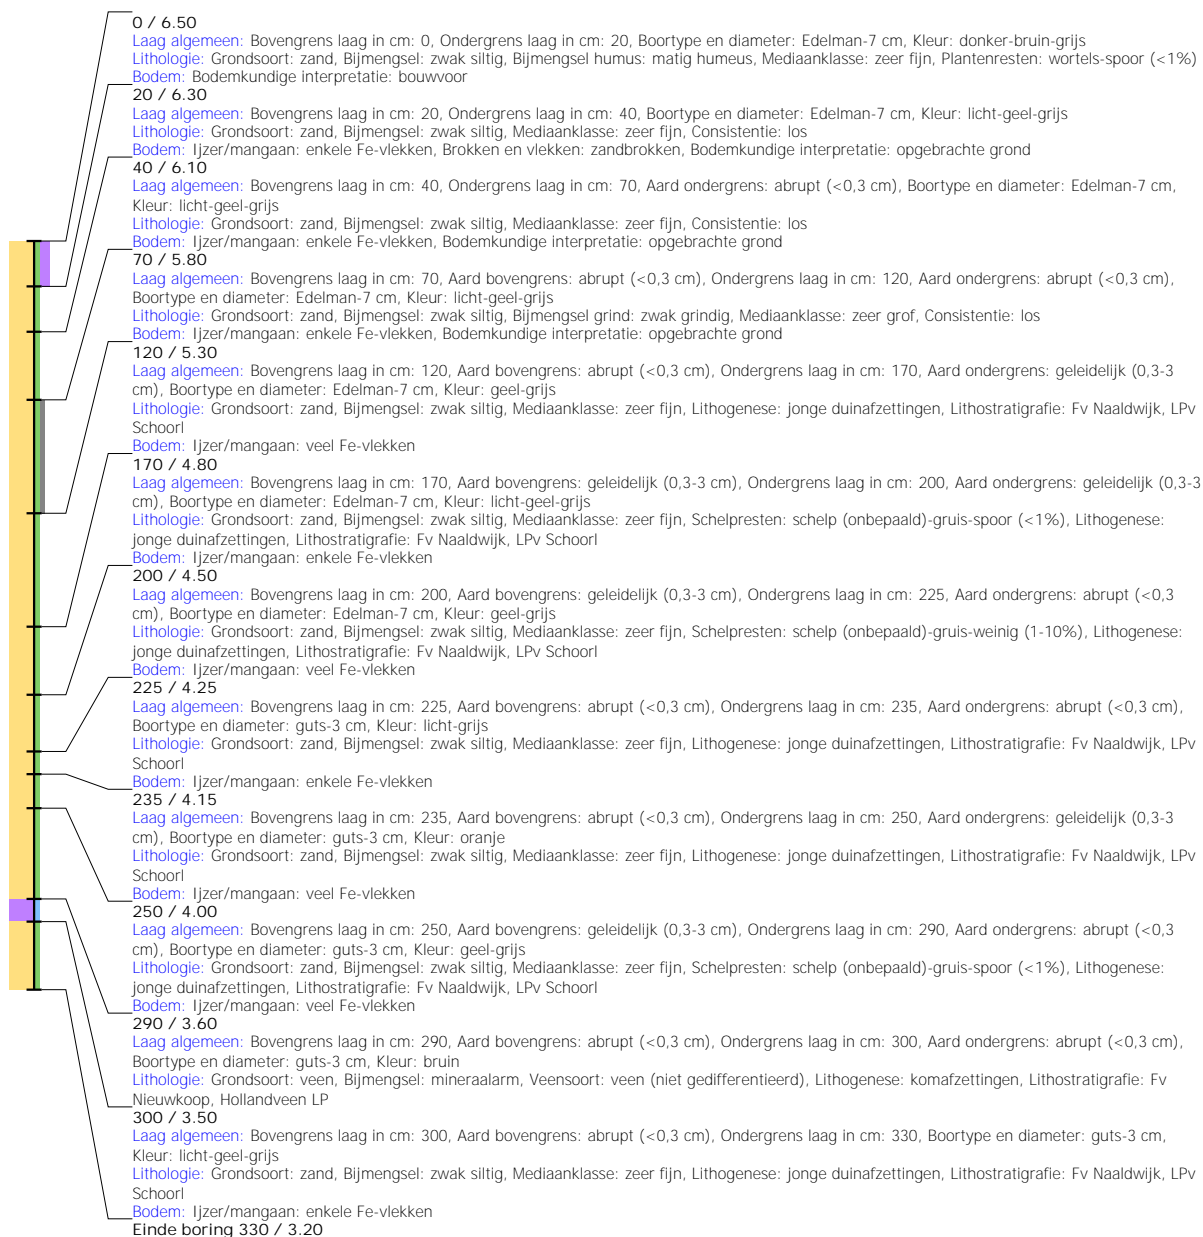 0 / 6.50
Laag algemeen: Bovengrens laag in cm: 0, Ondergrens laag in cm: 20, Boortype en diameter: Edelman-7 cm, Kleur: donker-bruin-grijs
Lithologie: Grondsoort: zand, Bijmengsel: zwak siltig, Bijmengsel humus: matig humeus, Mediaanklasse: zeer fijn, Plantenresten: wortels-spoor (<1%)
Bodem: Bodemkundige interpretatie: bouwvoor
20 / 6.30
Laag algemeen: Bovengrens laag in cm: 20, Ondergrens laag in cm: 40, Boortype en diameter: Edelman-7 cm, Kleur: licht-geel-grijs
Lithologie: Grondsoort: zand, Bijmengsel: zwak siltig, Mediaanklasse: zeer fijn, Consistentie: los
Bodem: Ijzer/mangaan: enkele Fe-vlekken, Brokken en vlekken: zandbrokken, Bodemkundige interpretatie: opgebrachte grond
40 / 6.10
Laag algemeen: Bovengrens laag in cm: 40, Ondergrens laag in cm: 70, Aard ondergrens: abrupt (<0,3 cm), Boortype en diameter: Edelman-7 cm,
Kleur: licht-geel-grijs
Lithologie: Grondsoort: zand, Bijmengsel: zwak siltig, Mediaanklasse: zeer fijn, Consistentie: los
Bodem: Ijzer/mangaan: enkele Fe-vlekken, Bodemkundige interpretatie: opgebrachte grond
70 / 5.80
Laag algemeen: Bovengrens laag in cm: 70, Aard bovengrens: abrupt (<0,3 cm), Ondergrens laag in cm: 120, Aard ondergrens: abrupt (<0,3 cm),
Boortype en diameter: Edelman-7 cm, Kleur: licht-geel-grijs
Lithologie: Grondsoort: zand, Bijmengsel: zwak siltig, Bijmengsel grind: zwak grindig, Mediaanklasse: zeer grof, Consistentie: los
Bodem: Ijzer/mangaan: enkele Fe-vlekken, Bodemkundige interpretatie: opgebrachte grond
120 / 5.30
Laag algemeen: Bovengrens laag in cm: 120, Aard bovengrens: abrupt (<0,3 cm), Ondergrens laag in cm: 170, Aard ondergrens: geleidelijk (0,3-3
cm), Boortype en diameter: Edelman-7 cm, Kleur: geel-grijs
Lithologie: Grondsoort: zand, Bijmengsel: zwak siltig, Mediaanklasse: zeer fijn, Lithogenese: jonge duinafzettingen, Lithostratigrafie: Fv Naaldwijk, LPv
Schoorl
Bodem: Ijzer/mangaan: veel Fe-vlekken
170 / 4.80
Laag algemeen: Bovengrens laag in cm: 170, Aard bovengrens: geleidelijk (0,3-3 cm), Ondergrens laag in cm: 200, Aard ondergrens: geleidelijk (0,3-3
cm), Boortype en diameter: Edelman-7 cm, Kleur: licht-geel-grijs
Lithologie: Grondsoort: zand, Bijmengsel: zwak siltig, Mediaanklasse: zeer fijn, Schelpresten: schelp (onbepaald)-gruis-spoor (<1%), Lithogenese:
jonge duinafzettingen, Lithostratigrafie: Fv Naaldwijk, LPv Schoorl
Bodem: Ijzer/mangaan: enkele Fe-vlekken
200 / 4.50
Laag algemeen: Bovengrens laag in cm: 200, Aard bovengrens: geleidelijk (0,3-3 cm), Ondergrens laag in cm: 225, Aard ondergrens: abrupt (<0,3
cm), Boortype en diameter: Edelman-7 cm, Kleur: geel-grijs
Lithologie: Grondsoort: zand, Bijmengsel: zwak siltig, Mediaanklasse: zeer fijn, Schelpresten: schelp (onbepaald)-gruis-weinig (1-10%), Lithogenese:
jonge duinafzettingen, Lithostratigrafie: Fv Naaldwijk, LPv Schoorl
Bodem: Ijzer/mangaan: veel Fe-vlekken
225 / 4.25
Laag algemeen: Bovengrens laag in cm: 225, Aard bovengrens: abrupt (<0,3 cm), Ondergrens laag in cm: 235, Aard ondergrens: abrupt (<0,3 cm),
Boortype en diameter: guts-3 cm, Kleur: licht-grijs
Lithologie: Grondsoort: zand, Bijmengsel: zwak siltig, Mediaanklasse: zeer fijn, Lithogenese: jonge duinafzettingen, Lithostratigrafie: Fv Naaldwijk, LPv
Schoorl
Bodem: Ijzer/mangaan: enkele Fe-vlekken
235 / 4.15
Laag algemeen: Bovengrens laag in cm: 235, Aard bovengrens: abrupt (<0,3 cm), Ondergrens laag in cm: 250, Aard ondergrens: geleidelijk (0,3-3
cm), Boortype en diameter: guts-3 cm, Kleur: oranje
Lithologie: Grondsoort: zand, Bijmengsel: zwak siltig, Mediaanklasse: zeer fijn, Lithogenese: jonge duinafzettingen, Lithostratigrafie: Fv Naaldwijk, LPv
Schoorl
Bodem: Ijzer/mangaan: veel Fe-vlekken
250 / 4.00
Laag algemeen: Bovengrens laag in cm: 250, Aard bovengrens: geleidelijk (0,3-3 cm), Ondergrens laag in cm: 290, Aard ondergrens: abrupt (<0,3
cm), Boortype en diameter: guts-3 cm, Kleur: geel-grijs
Lithologie: Grondsoort: zand, Bijmengsel: zwak siltig, Mediaanklasse: zeer fijn, Schelpresten: schelp (onbepaald)-gruis-spoor (<1%), Lithogenese:
jonge duinafzettingen, Lithostratigrafie: Fv Naaldwijk, LPv Schoorl
Bodem: Ijzer/mangaan: veel Fe-vlekken
290 / 3.60
Laag algemeen: Bovengrens laag in cm: 290, Aard bovengrens: abrupt (<0,3 cm), Ondergrens laag in cm: 300, Aard ondergrens: abrupt (<0,3 cm),
Boortype en diameter: guts-3 cm, Kleur: bruin
Lithologie: Grondsoort: veen, Bijmengsel: mineraalarm, Veensoort: veen (niet gedifferentieerd), Lithogenese: komafzettingen, Lithostratigrafie: Fv
Nieuwkoop, Hollandveen LP
300 / 3.50
Laag algemeen: Bovengrens laag in cm: 300, Aard bovengrens: abrupt (<0,3 cm), Ondergrens laag in cm: 330, Boortype en diameter: guts-3 cm,
Kleur: licht-geel-grijs
Lithologie: Grondsoort: zand, Bijmengsel: zwak siltig, Mediaanklasse: zeer fijn, Lithogenese: jonge duinafzettingen, Lithostratigrafie: Fv Naaldwijk, LPv
Schoorl
Bodem: Ijzer/mangaan: enkele Fe-vlekken
Einde boring 330 / 3.20